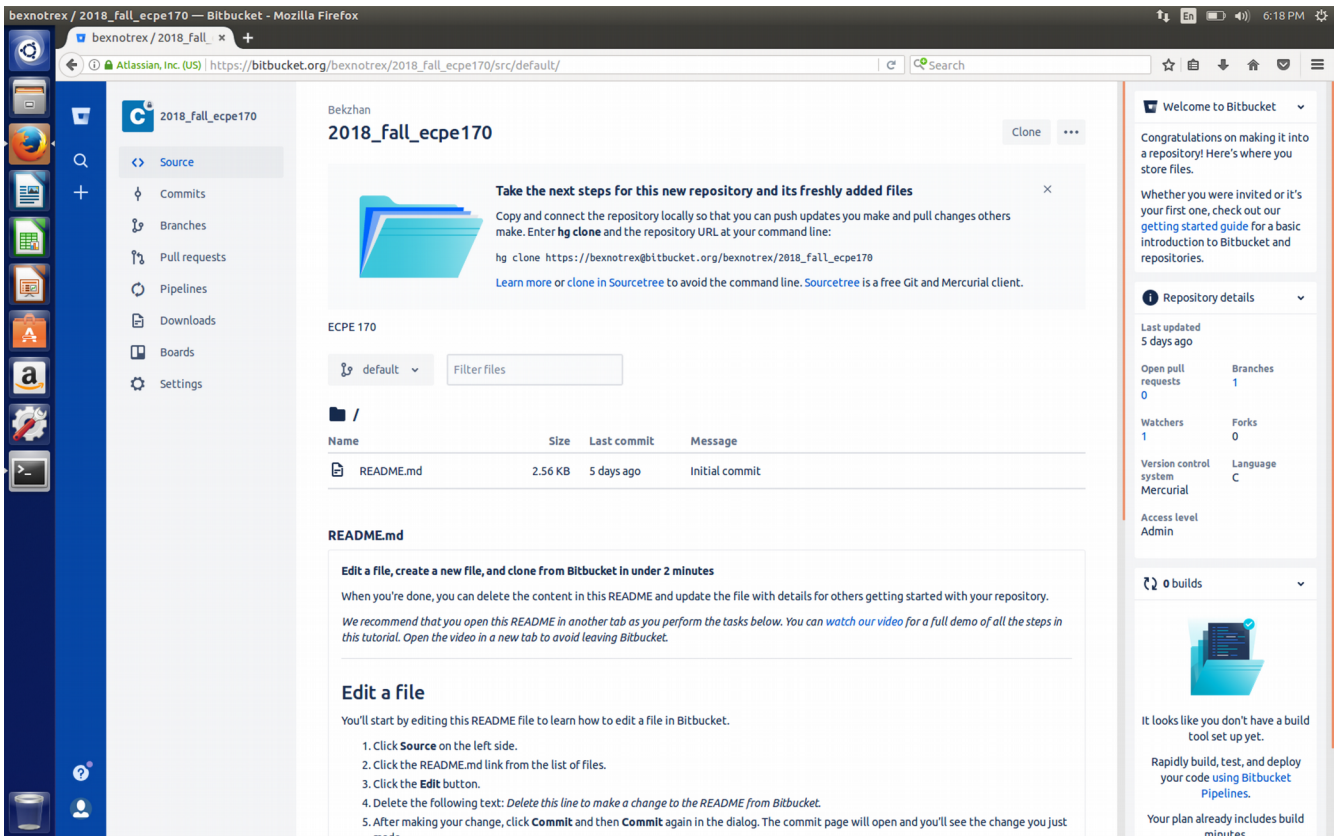 bexnotrex / 2018_fall_ecpe170 — Bitbucket - Mozilla Firefox
En
6:18 PM
bexnotrex / 2018_fall_
Atlassian, Inc. (US)
https://bitbucket.org/bexnotrex/2018_fall_ecpe170/src/default/
Search
C
2018_fall_ecpe170
Source
Commits
Branches
Pull requests
Pipelines
Downloads
Boards
Settings
Bekzhan
2018_fall_ecpe170
Clone
Take the next steps for this new repository and its freshly added files
Copy and connect the repository locally so that you can push updates you make and pull changes others
make. Enter hg clone and the repository URL at your command line:
hg clone https://bexnotrex@bitbucket.org/bexnotrex/2018_fall_ecpe170
Learn more or clone in Sourcetree to avoid the command line. Sourcetree is a free Git and Mercurial client.
ECPE 170
default
Filter files
/
Name Size Last commit Message
README.md 2.56 KB 5 days ago Initial commit
README.md
Edit a file, create a new file, and clone from Bitbucket in under 2 minutes
When you're done, you can delete the content in this README and update the file with details for others getting started with your repository.
We recommend that you open this README in another tab as you perform the tasks below. You can watch our video for a full demo of all the steps in
this tutorial. Open the video in a new tab to avoid leaving Bitbucket.
Edit a file
You'll start by editing this README file to learn how to edit a file in Bitbucket.
1. Click Source on the left side.
2. Click the README.md link from the list of files.
3. Click the Edit button.
4. Delete the following text: Delete this line to make a change to the README from Bitbucket.
5. After making your change, click Commit and then Commit again in the dialog. The commit page will open and you'll see the change you just
Welcome to Bitbucket
Congratulations on making it into
a repository! Here's where you
store files.
Whether you were invited or it's
your first one, check out our
getting started guide for a basic
introduction to Bitbucket and
repositories.
Repository details
Last updated
5 days ago
Open pull
requests
0
Branches
1
Watchers
1
Forks
0
Version control
system
Mercurial
Language
C
Access level
Admin
0 builds
It looks like you don't have a build
tool set up yet.
Rapidly build, test, and deploy
your code using Bitbucket
Pipelines.
Your plan already includes build
minutes